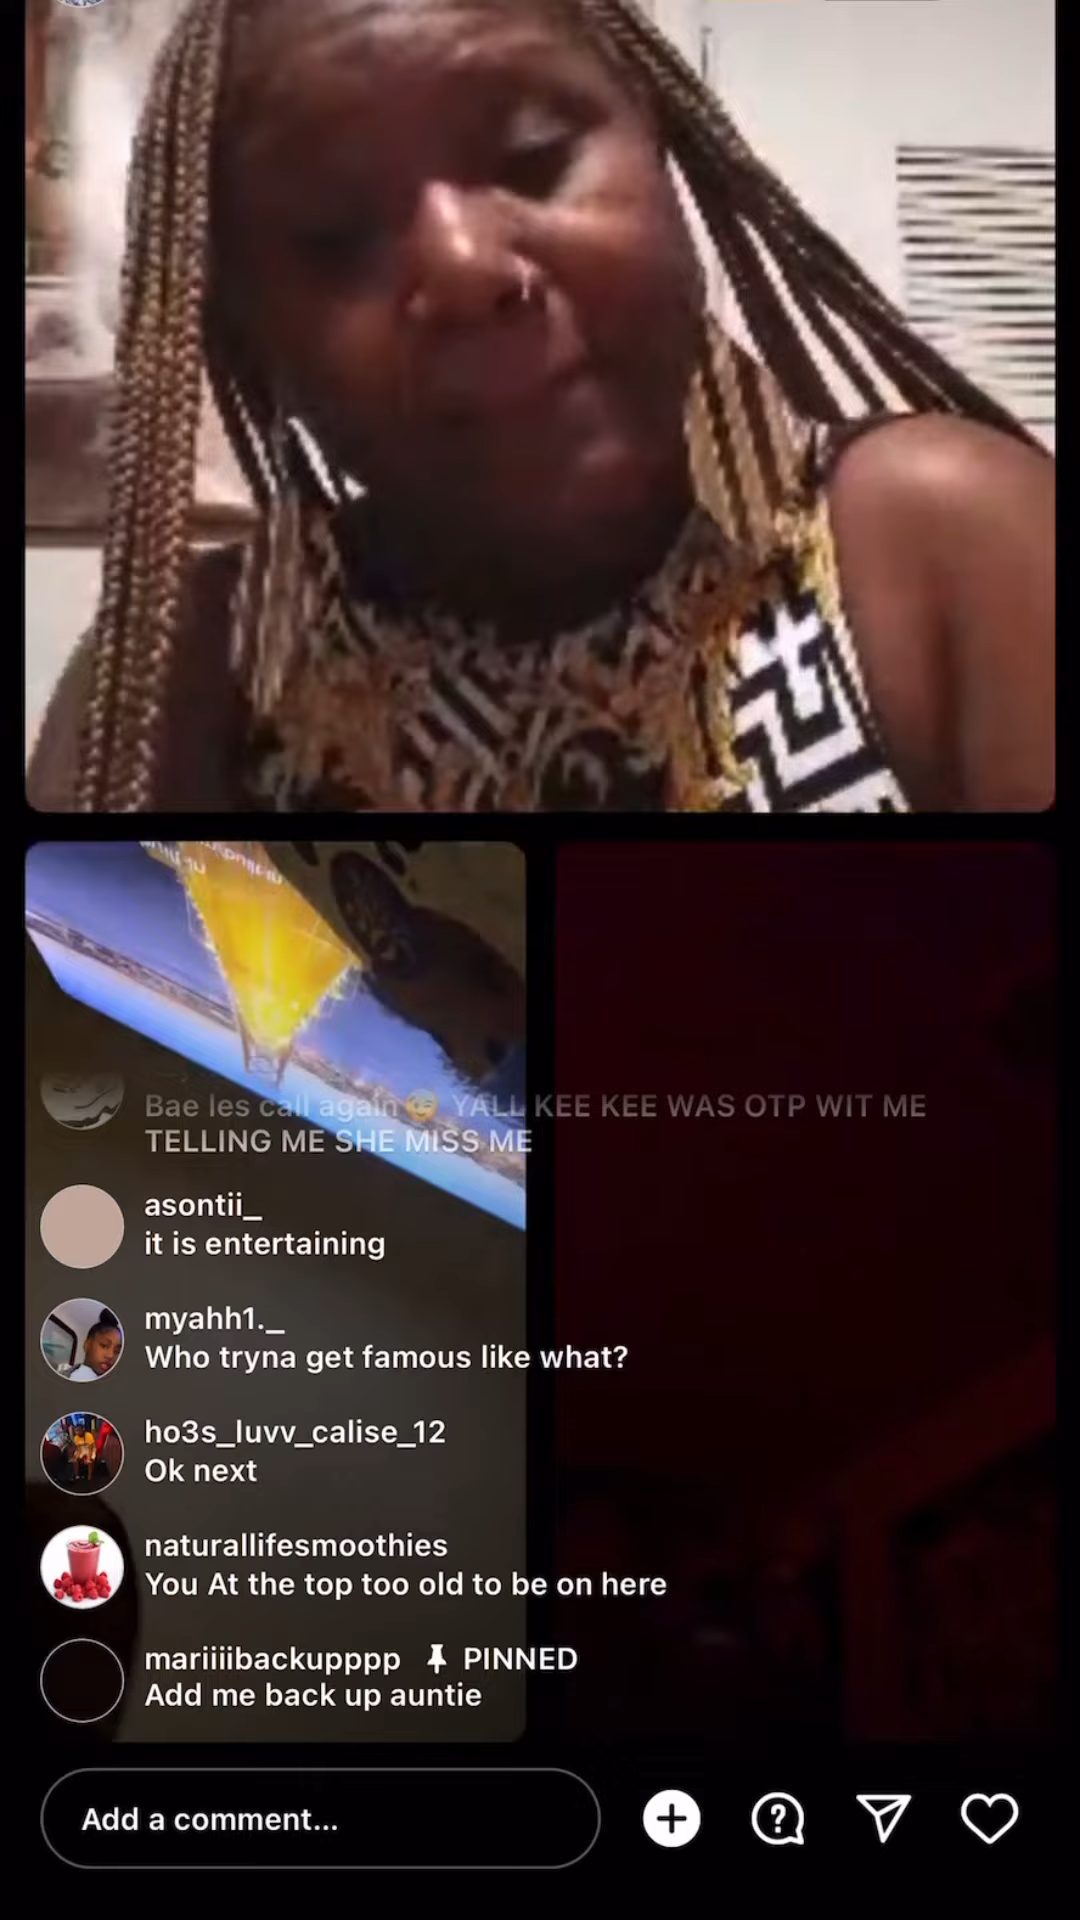 Bae les call again😉 YALL KEE KEE WAS OTP WIT ME
TELLING ME SHE MISS ME
asontii_
it is entertaining
myahh1._
Who tryna get famous like what?
ho3s_luvv_calise_12
Ok next
naturallifesmoothies
You At the top too old to be on here
mariiiibackupppp PINNED
Add me back up auntie
Add a comment...